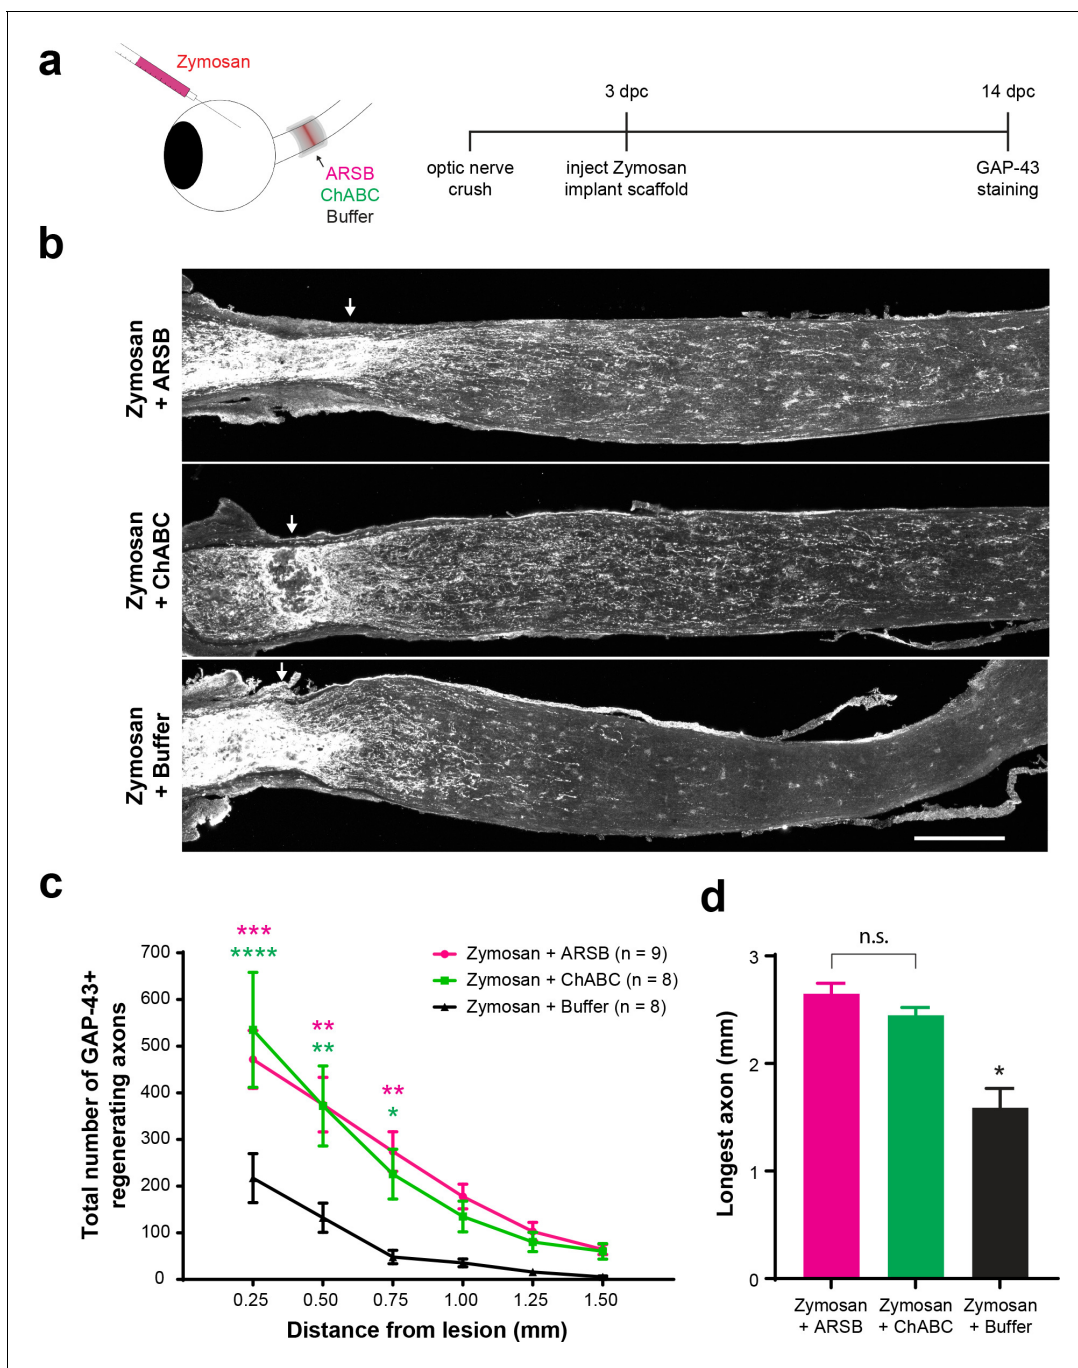 a
Zymosan
ARSB
ChABC
Buffer
3 dpc
14 dpc
optic nerve
crush
inject Zymosan
implant scaffold
GAP-43
staining
b
Zymosan
+ ARSB
Zymosan
+ ChABC
Zymosan
+ Buffer
c
Total number of GAP-43+
regenerating axons
700
600
500
400
300
200
100
0
***
****
**
**
**
*
Zymosan + ARSB (n = 9)
Zymosan + ChABC (n = 8)
Zymosan + Buffer (n = 8)
0.25
0.50
0.75
1.00
1.25
1.50
Distance from lesion (mm)
d
Longest axon (mm)
3
2
1
0
n.s.
*
Zymosan
+ ARSB
Zymosan
+ ChABC
Zymosan
+ Buffer